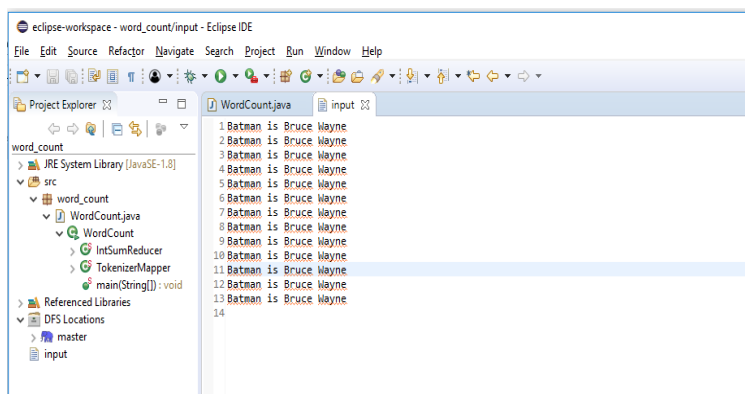 eclipse-workspace - word_count/input - Eclipse IDE
File Edit Source Refactor Navigate Search Project Run Window Help
Project Explorer
word_count
JRE System Library [JavaSE-1.8]
src
word_count
WordCount.java
WordCount
IntSumReducer
TokenizerMapper
main(String[]) : void
Referenced Libraries
DFS Locations
master
input
WordCount.java input
1 Batman is Bruce Wayne
2 Batman is Bruce Wayne
3 Batman is Bruce Wayne
4 Batman is Bruce Wayne
5 Batman is Bruce Wayne
6 Batman is Bruce Wayne
7 Batman is Bruce Wayne
8 Batman is Bruce Wayne
9 Batman is Bruce Wayne
10 Batman is Bruce Wayne
11 Batman is Bruce Wayne
12 Batman is Bruce Wayne
13 Batman is Bruce Wayne
14